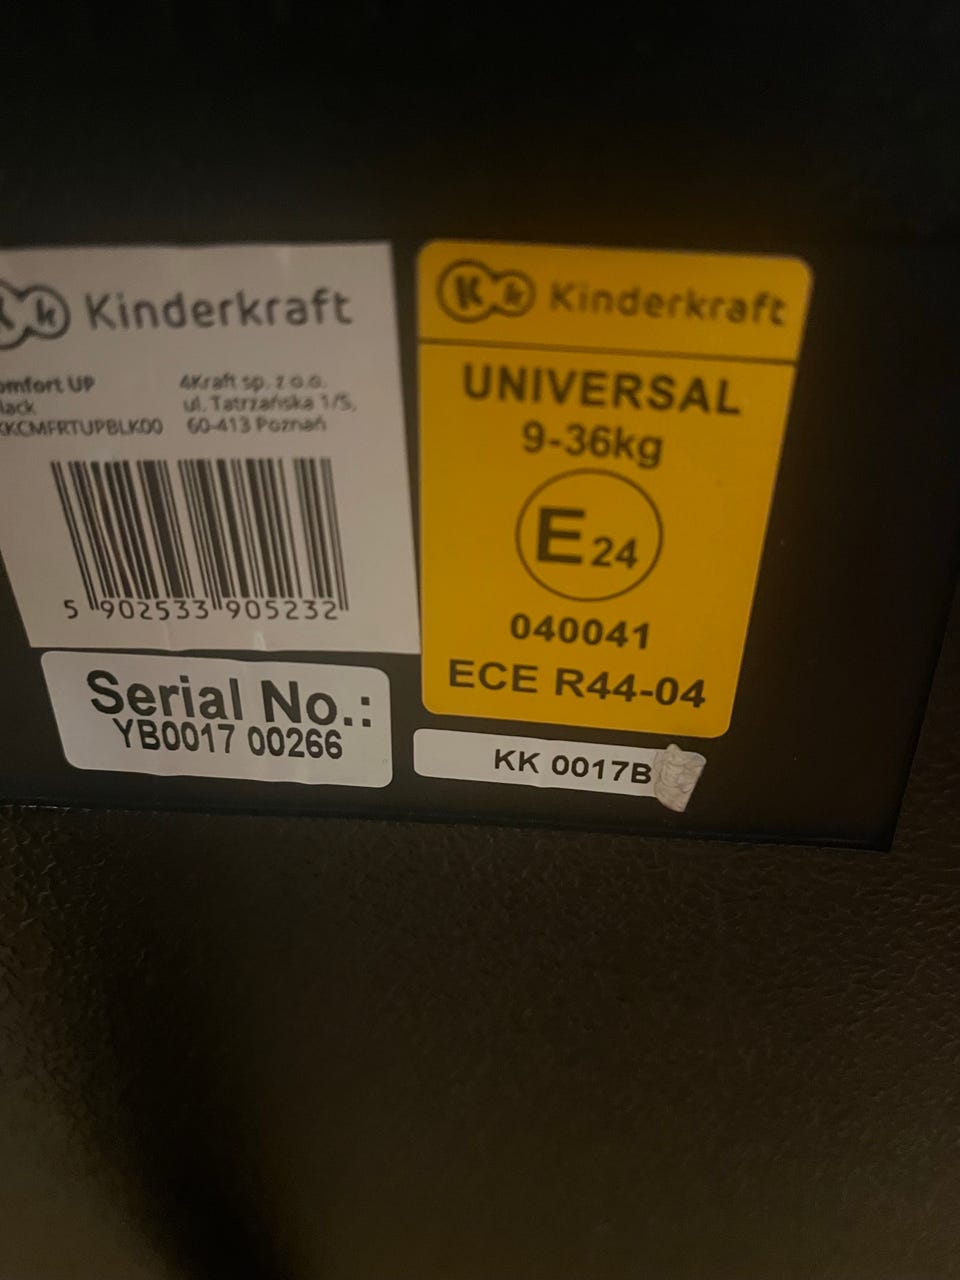 k Kinderkraft
omfort UP
lack
KKCMFRTUPBLK00
4Kraft sp. z o.o.
ul. Tatrzańska 1/5,
60-413 Poznań
5 902533 905232
Serial No.:
YB0017 00266
K k Kinderkraft
UNIVERSAL
9-36kg
E 24
040041
ECE R44-04
KK 0017B